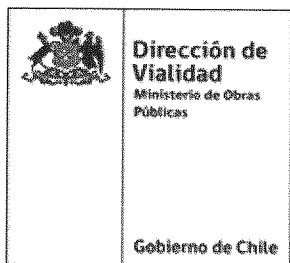 Dirección de
Vialidad
Ministerio de Obras
Públicas
Gobierno de Chile